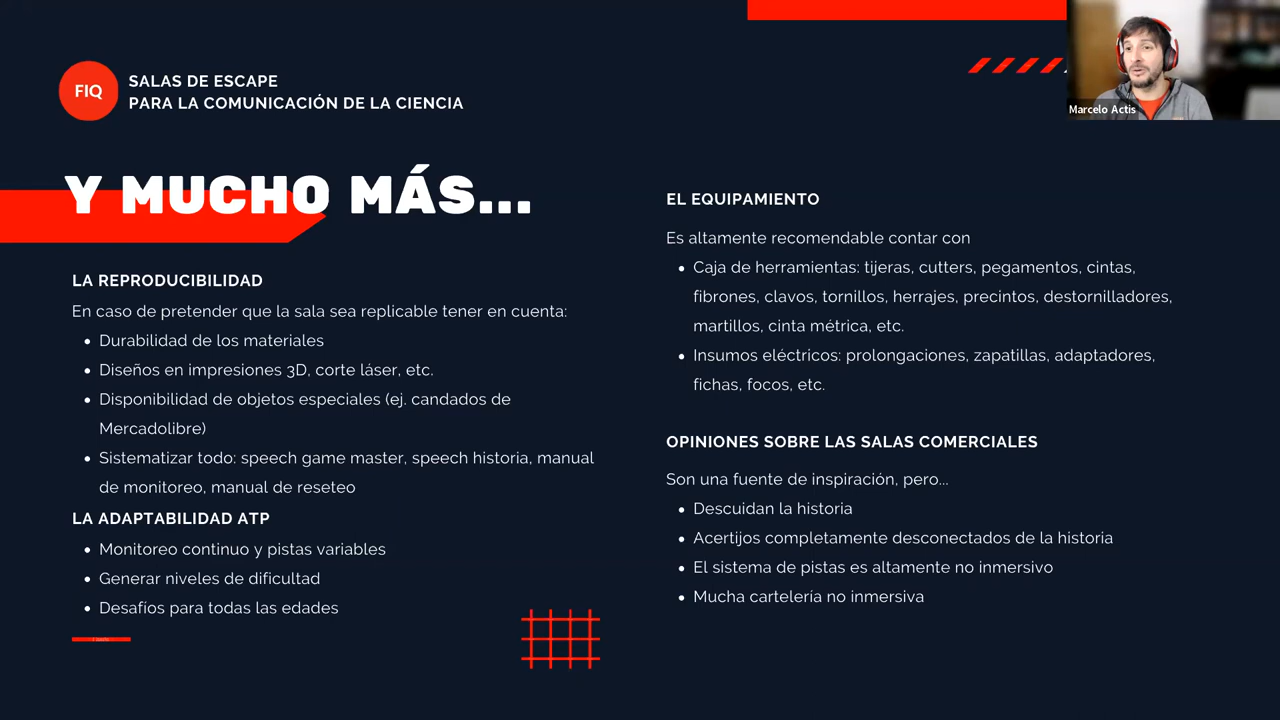 FIQ
SALAS DE ESCAPE
PARA LA COMUNICACIÓN DE LA CIENCIA
Marcelo Actis
Y MUCHO MÁS...
LA REPRODUCIBILIDAD
En caso de pretender que la sala sea replicable tener en cuenta:
• Durabilidad de los materiales
• Diseños en impresiones 3D, corte láser, etc.
• Disponibilidad de objetos especiales (ej. candados de
Mercadolibre)
• Sistematizar todo: speech game master, speech historia, manual
de monitoreo, manual de reseteo
LA ADAPTABILIDAD ATP
• Monitoreo continuo y pistas variables
• Generar niveles de dificultad
• Desafíos para todas las edades
EL EQUIPAMIENTO
Es altamente recomendable contar con
• Caja de herramientas: tijeras, cutters, pegamentos, cintas,
fibrones, clavos, tornillos, herrajes, precintos, destornilladores,
martillos, cinta métrica, etc.
• Insumos eléctricos: prolongaciones, zapatillas, adaptadores,
fichas, focos, etc.
OPINIONES SOBRE LAS SALAS COMERCIALES
Son una fuente de inspiración, pero...
• Descuidan la historia
• Acertijos completamente desconectados de la historia
• El sistema de pistas es altamente no inmersivo
• Mucha cartelería no inmersiva